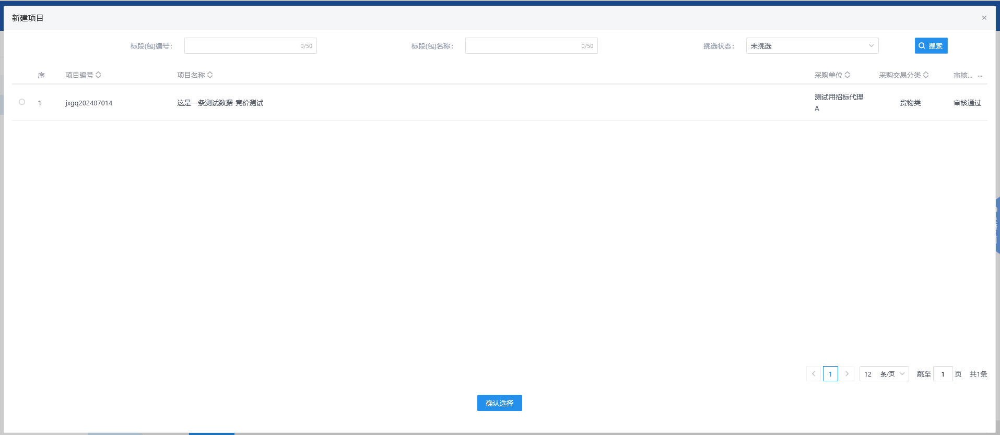 新建项目
标段(包)编号: 0/50 标段(包)名称: 0/50 挑选状态: 未挑选 搜索
序 项目编号 项目名称 采购单位 采购交易分类 审核... ...
1 jxgq202407014 这是一条测试数据-竞价测试 测试用招标代理A 货物类 审核通过
1 12 条/页 跳至 1 页 共1条
确认选择